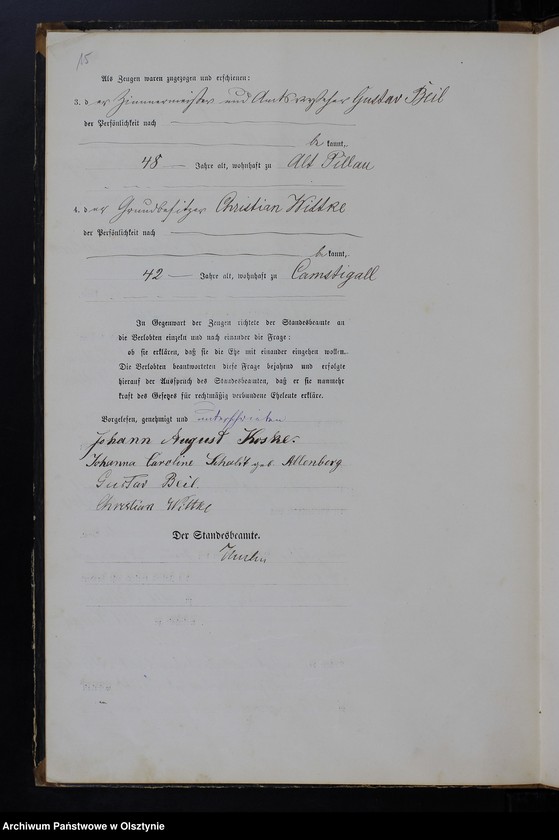 15
Als Zeugen waren zugezogen und erschienen:
3. der Zimmermeister und Amtsvorsteher Gustav Beil
der Persönlichkeit nach
be kannt,
48 Jahre alt, wohnhaft zu Alt Pillau
4. der Grundbesitzer Christian Wittke
der Persönlichkeit nach
be kannt,
42 Jahre alt, wohnhaft zu Camstigall
In Gegenwart der Zeugen richtete der Standesbeamte an
die Verlobten einzeln und nach einander die Frage:
ob sie erklären, daß sie die Ehe mit einander eingehen wollen.
Die Verlobten beantworteten diese Frage bejahend und erfolgte
hierauf der Ausspruch des Standesbeamten, daß er sie nunmehr
kraft des Gesetzes für rechtmäßig verbundene Eheleute erkläre.
Vorgelesen, genehmigt und unterschrieben
Johann August Koske.
Johanna Caroline Schalit geb. Allenberg
Gustav Beil.
Christian Wittke
Der Standesbeamte.
Archiwum Państwowe w Olsztynie